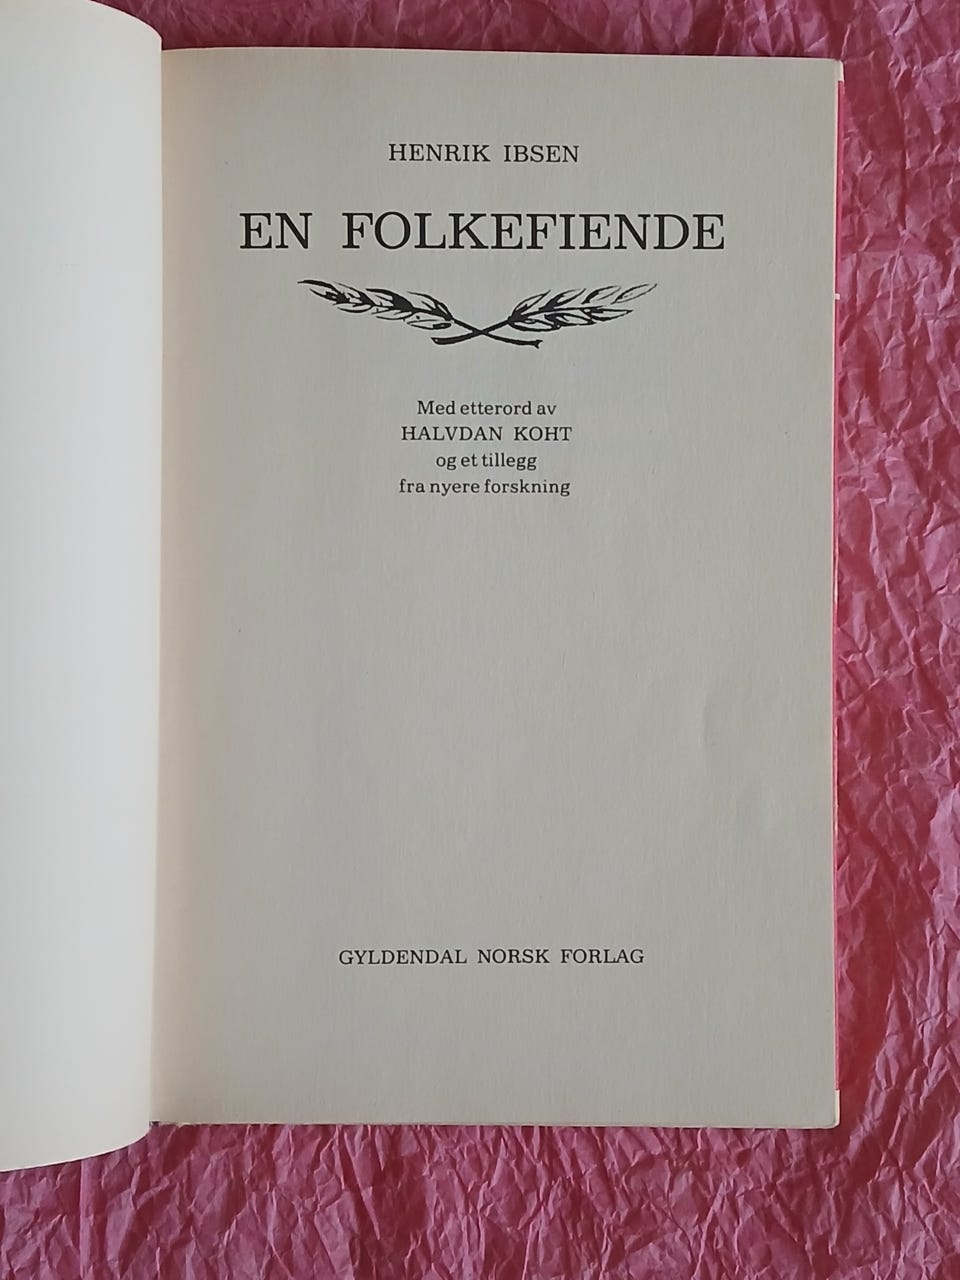 HENRIK IBSEN
EN FOLKEFIENDE
Med etterord av
HALVDAN KOHT
og et tillegg
fra nyere forskning
GYLDENDAL NORSK FORLAG